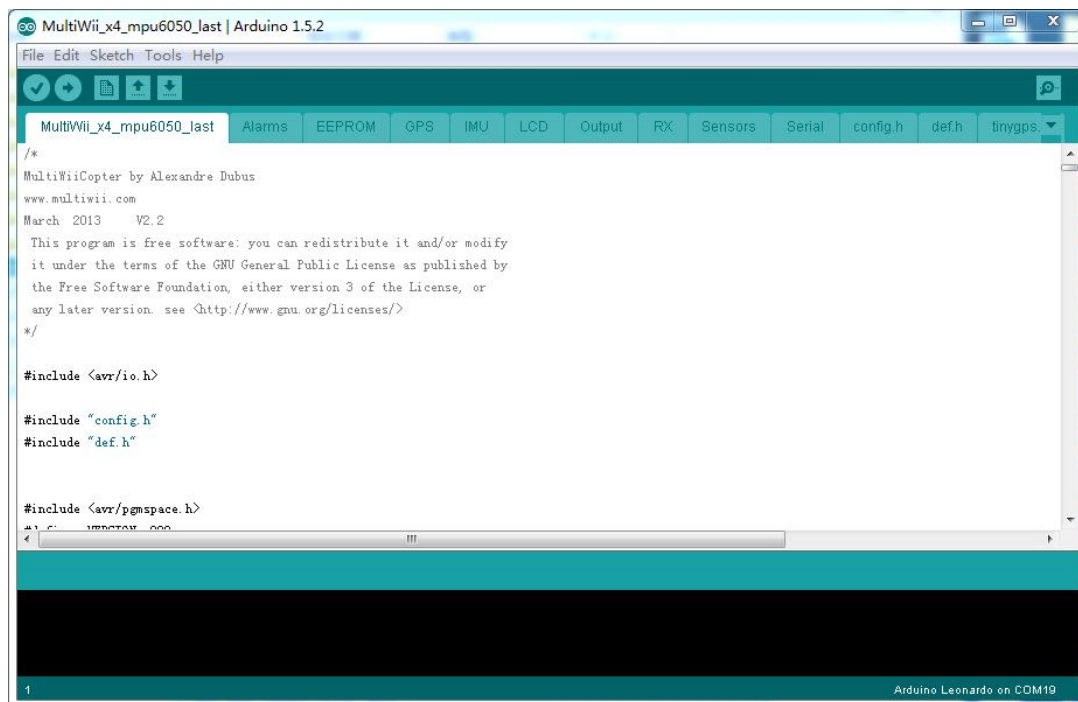 MultiWii_x4_mpu6050_last | Arduino 1.5.2
File Edit Sketch Tools Help
MultiWii_x4_mpu6050_last Alarms EEPROM GPS IMU LCD Output RX Sensors Serial config.h def.h tinygps.
/*
MultiWiiCopter by Alexandre Dubus
www.multiwii.com
March 2013 V2.2
This program is free software: you can redistribute it and/or modify
it under the terms of the GNU General Public License as published by
the Free Software Foundation, either version 3 of the License, or
any later version. see <http://www.gnu.org/licenses/>
*/
#include <avr/io.h>
#include "config.h"
#include "def.h"
#include <avr/pgmspace.h>
1 Arduino Leonardo on COM19